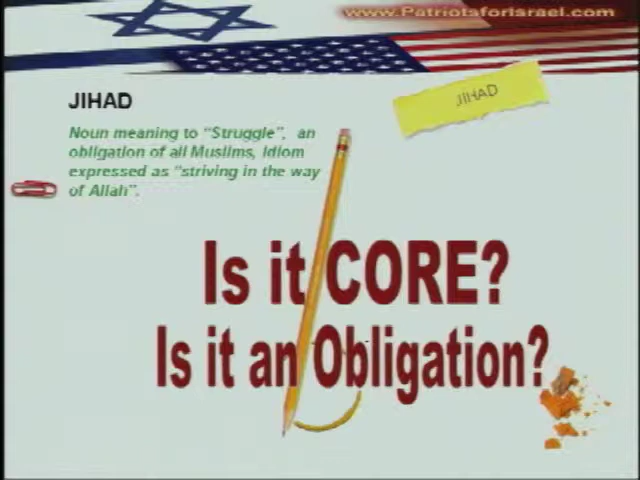 www.PatriotsforIsrael.com
JIHAD
JIHAD
Noun meaning to “Struggle”, an
obligation of all Muslims, Idiom
expressed as “striving in the way
of Allah”.
Is it CORE?
Is it an Obligation?